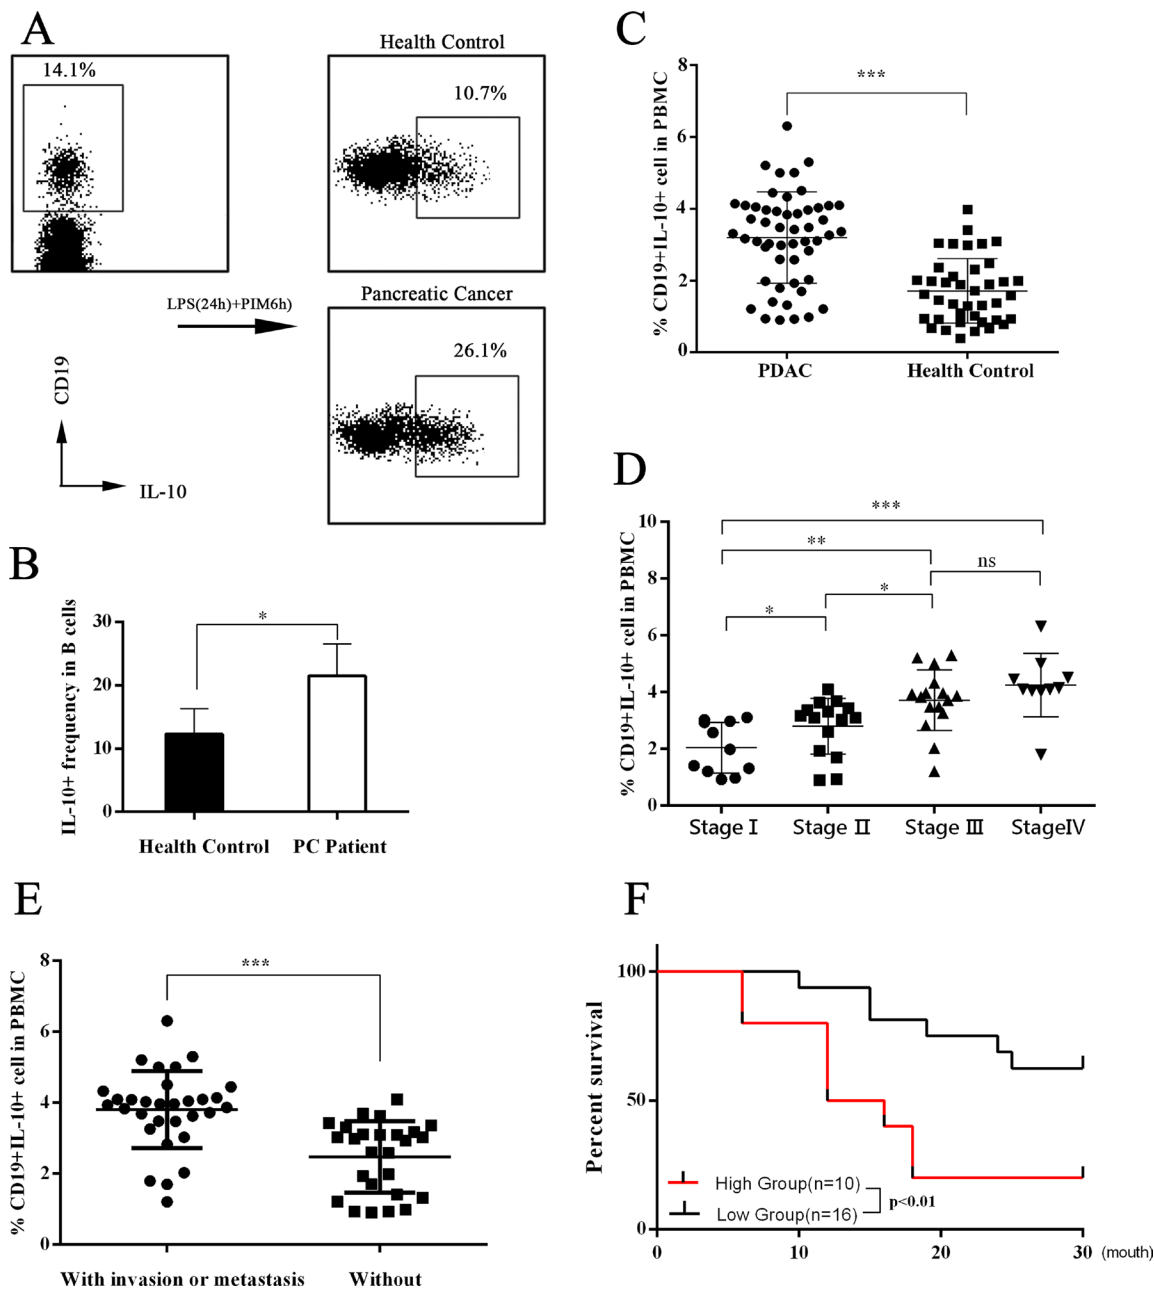 A
14.1%
Health Control
10.7%
LPS(24h)+PIM6h)
Pancreatic Cancer
26.1%
CD19
IL-10
B
IL-10+ frequency in B cells
30
20
10
0
*
Health Control
PC Patient
C
% CD19+IL-10+ cell in PBMC
8
6
4
2
0
***
PDAC
Health Control
D
% CD19+IL-10+ cell in PBMC
10
8
6
4
2
0
***
**
ns
*
*
Stage Ⅰ
Stage Ⅱ
Stage Ⅲ
StageⅣ
E
% CD19+IL-10+ cell in PBMC
8
6
4
2
0
***
With invasion or metastasis
Without
F
Percent survival
100
50
0
High Group(n=10)
Low Group(n=16)
p<0.01
0
10
20
30
(mouth)